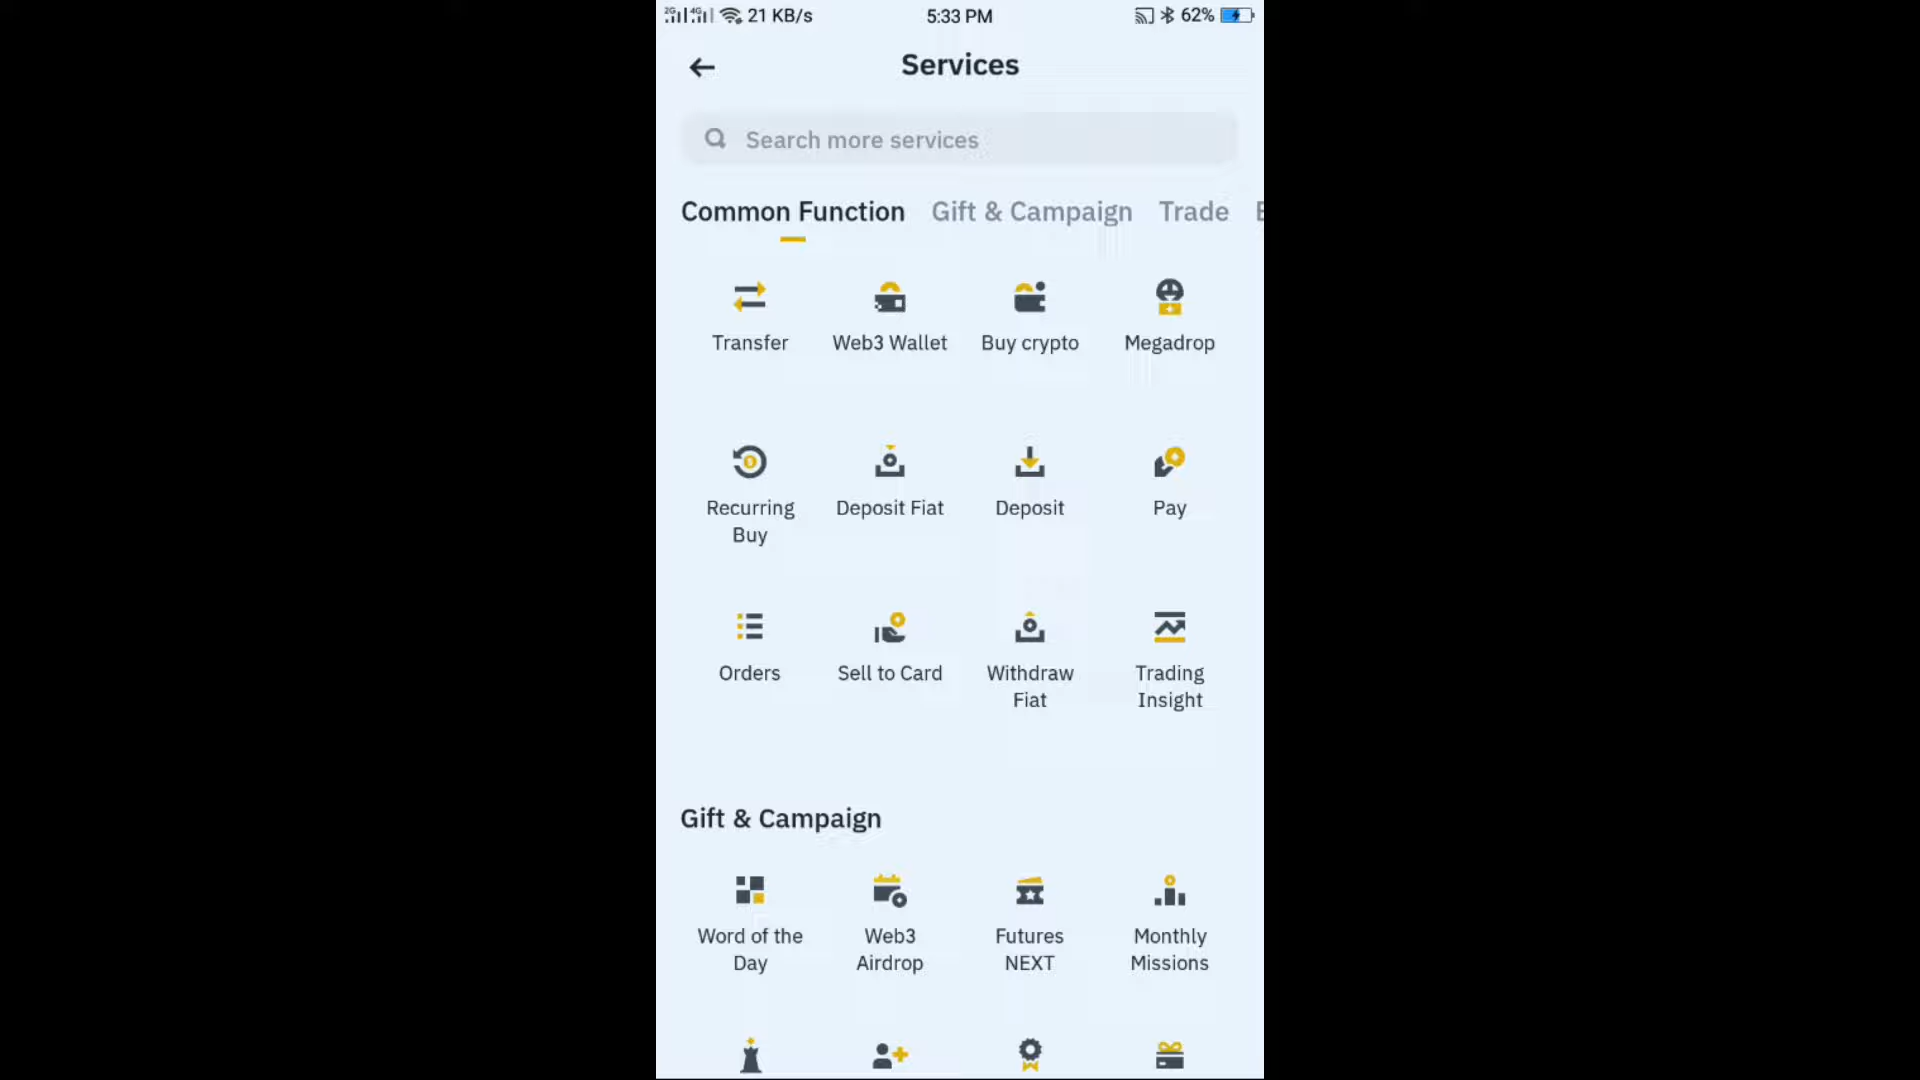 2G 4G 21 KB/s 5:33 PM 62%
Services
Search more services
Common Function Gift & Campaign Trade
Transfer Web3 Wallet Buy crypto Megadrop
Recurring Buy Deposit Fiat Deposit Pay
Orders Sell to Card Withdraw Fiat Trading Insight
Gift & Campaign
Word of the Day Web3 Airdrop Futures NEXT Monthly Missions